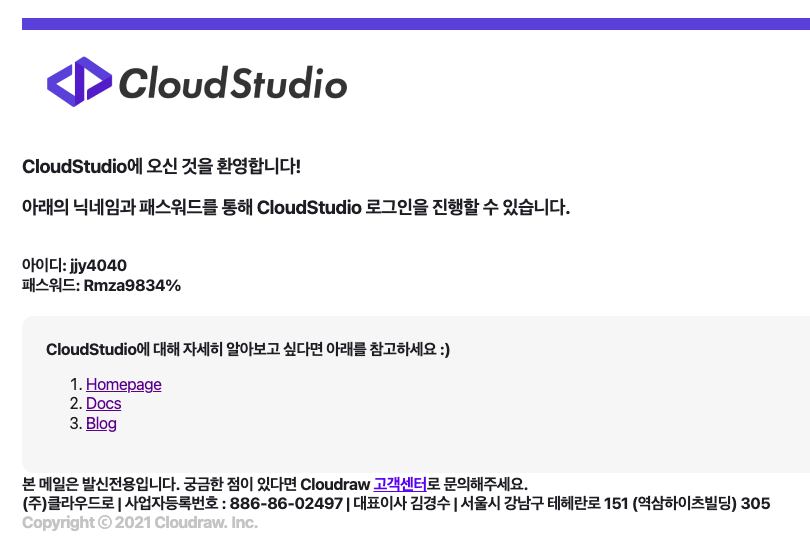 CloudStudio
CloudStudio에 오신 것을 환영합니다!
아래의 닉네임과 패스워드를 통해 CloudStudio 로그인을 진행할 수 있습니다.
아이디: jjy4040
패스워드: Rmza9834%
CloudStudio에 대해 자세히 알아보고 싶다면 아래를 참고하세요 :)
1. Homepage
2. Docs
3. Blog
본 메일은 발신전용입니다. 궁금한 점이 있다면 Cloudraw 고객센터로 문의해주세요.
(주)클라우드로 | 사업자등록번호 : 886-86-02497 | 대표이사 김경수 | 서울시 강남구 테헤란로 151 (역삼하이츠빌딩) 305
Copyright ⓒ 2021 Cloudraw. Inc.